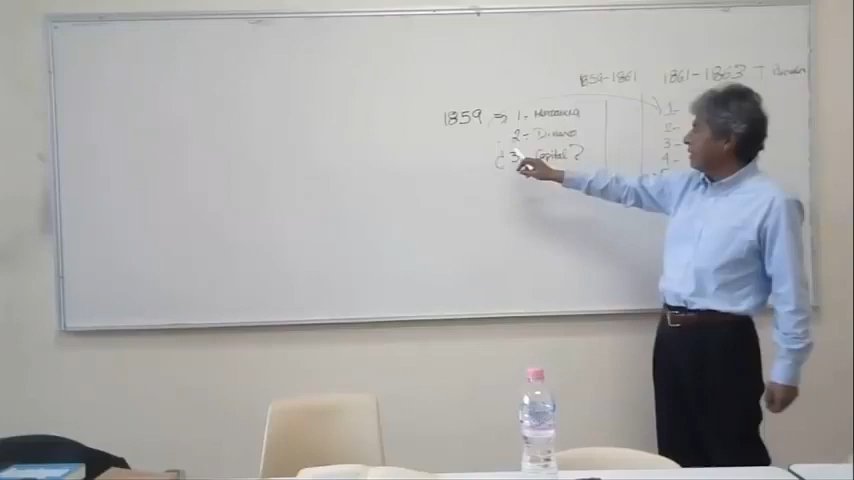 1859-1861 1861-1863
1859 ⇒ 1- Mercancía
2- Dinero
¿3- Capital?
1-
2-
3-
4-